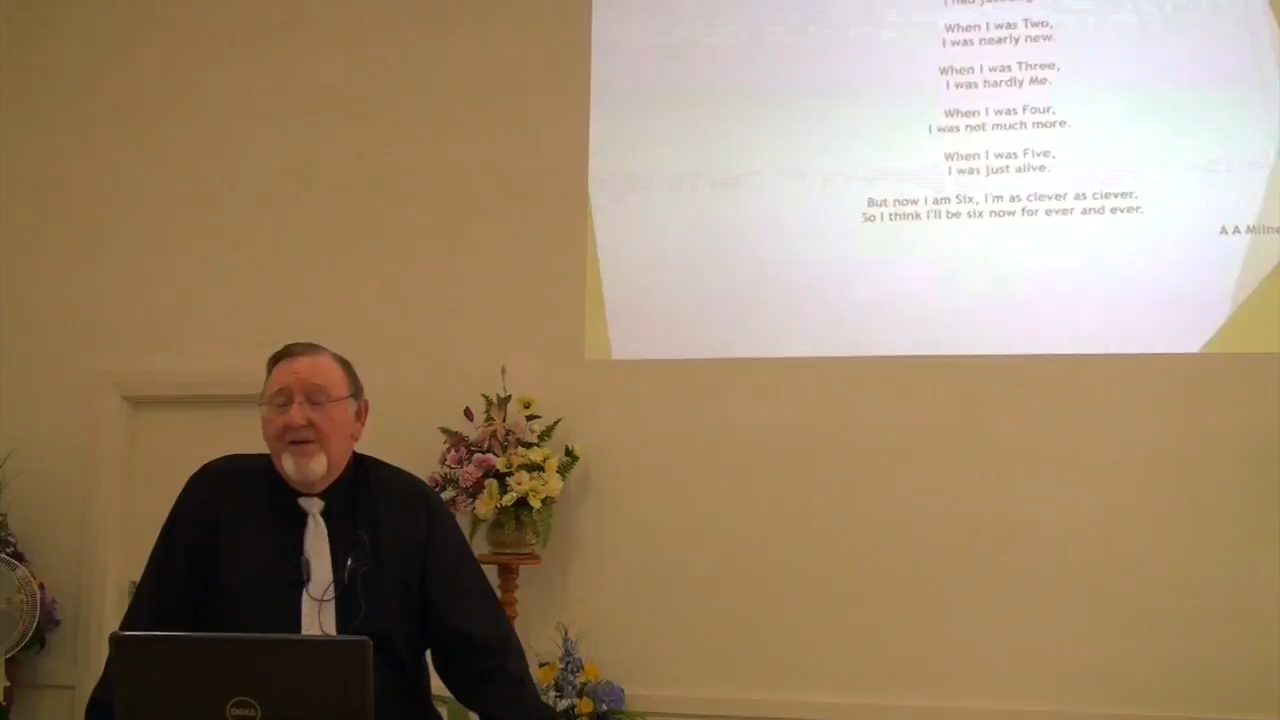 I had
When I was Two,
I was nearly new.
When I was Three,
I was hardly Me.
When I was Four,
I was not much more.
When I was Five,
I was just alive.
But now I am Six, I'm as clever as clever.
So I think I'll be six now for ever and ever.
A A Milne
DELL